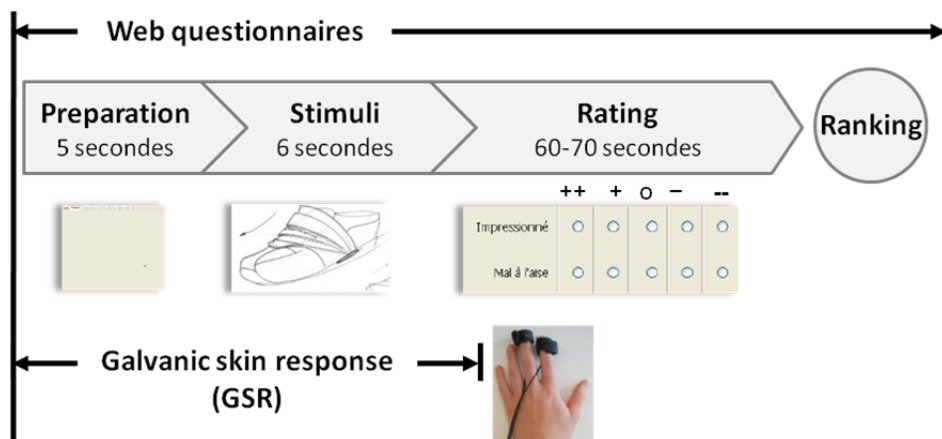 Web questionnaires
Preparation
5 secondes
Stimuli
6 secondes
Rating
60-70 secondes
Ranking
++ + O – --
Impressionné
Mal à l'aise
Galvanic skin response
(GSR)